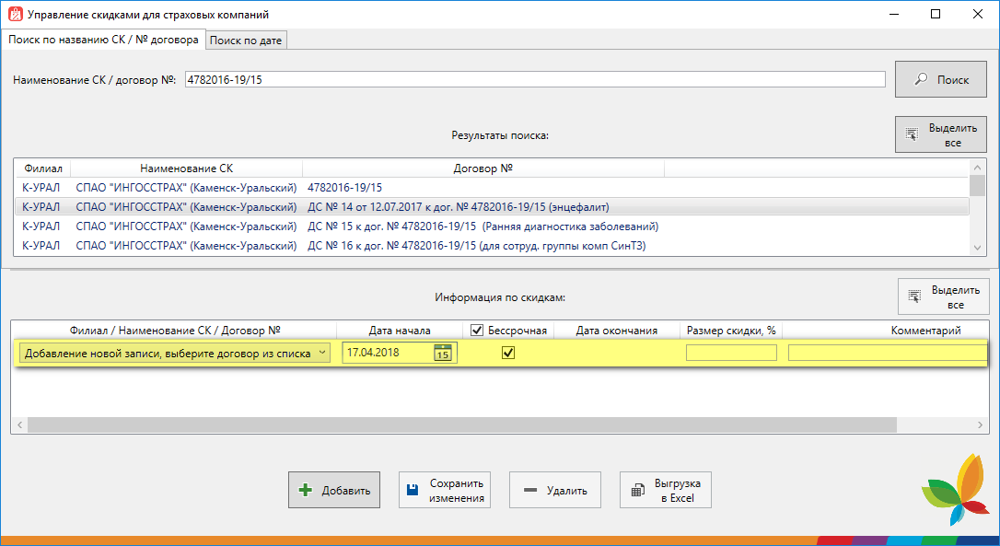 Управление скидками для страховых компаний
Поиск по названию СК / № договора Поиск по дате
Наименование СК / договор №: 4782016-19/15 Поиск
Результаты поиска: Выделить
все
Филиал Наименование СК Договор №
К-УРАЛ СПАО "ИНГОССТРАХ" (Каменск-Уральский) 4782016-19/15
К-УРАЛ СПАО "ИНГОССТРАХ" (Каменск-Уральский) ДС № 14 от 12.07.2017 к дог. № 4782016-19/15 (энцефалит)
К-УРАЛ СПАО "ИНГОССТРАХ" (Каменск-Уральский) ДС № 15 к дог. № 4782016-19/15 (Ранняя диагностика заболеваний)
К-УРАЛ СПАО "ИНГОССТРАХ" (Каменск-Уральский) ДС № 16 к дог. № 4782016-19/15 (для сотруд. группы комп СинТЗ)
Информация по скидкам: Выделить
все
Филиал / Наименование СК / Договор № Дата начала Бессрочная Дата окончания Размер скидки, % Комментарий
Добавление новой записи, выберите договор из списка 17.04.2018 15
Добавить Сохранить
изменения Удалить Выгрузка
в Excel